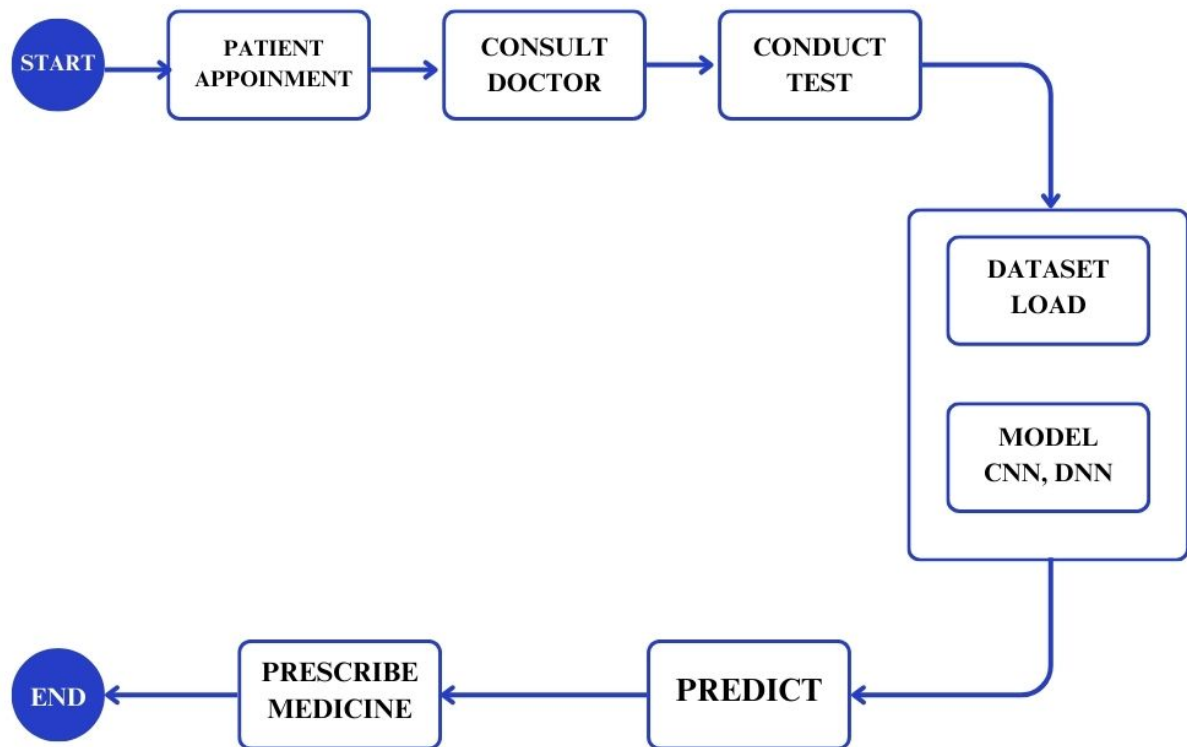 START
PATIENT
APPOINMENT
CONSULT
DOCTOR
CONDUCT
TEST
DATASET
LOAD
MODEL
CNN, DNN
PREDICT
PRESCRIBE
MEDICINE
END